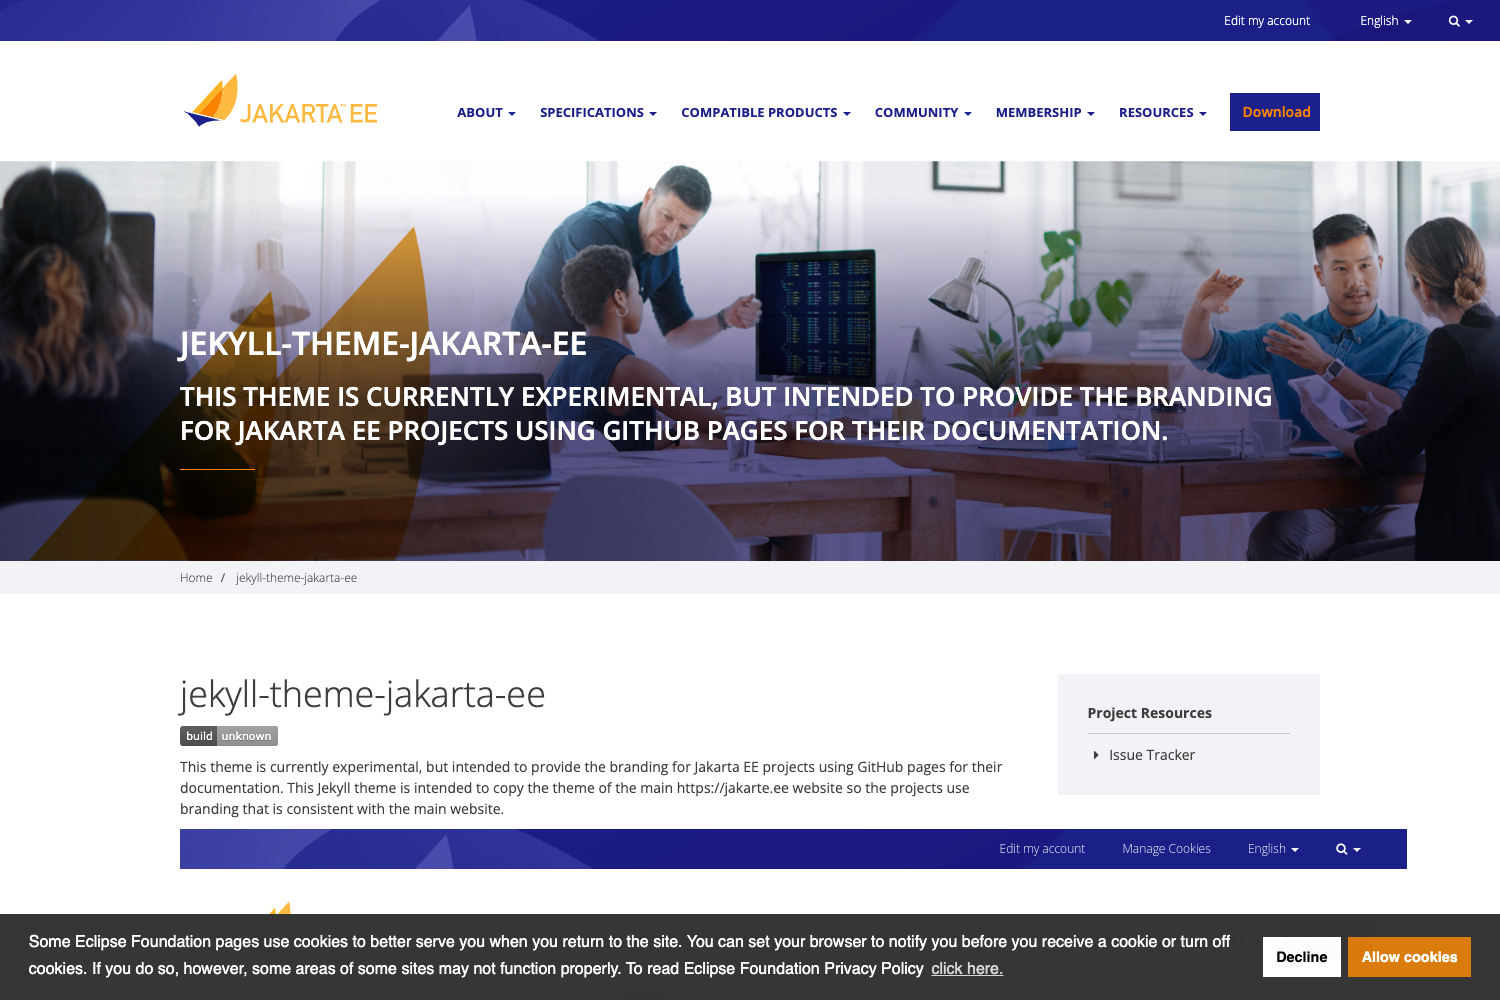 Edit my account English
JAKARTA EE
ABOUT SPECIFICATIONS COMPATIBLE PRODUCTS COMMUNITY MEMBERSHIP RESOURCES Download
JEKYLL-THEME-JAKARTA-EE
THIS THEME IS CURRENTLY EXPERIMENTAL, BUT INTENDED TO PROVIDE THE BRANDING
FOR JAKARTA EE PROJECTS USING GITHUB PAGES FOR THEIR DOCUMENTATION.
Home / jekyll-theme-jakarta-ee
jekyll-theme-jakarta-ee
build unknown
This theme is currently experimental, but intended to provide the branding for Jakarta EE projects using GitHub pages for their
documentation. This Jekyll theme is intended to copy the theme of the main https://jakarte.ee website so the projects use
branding that is consistent with the main website.
Project Resources
Issue Tracker
Edit my account Manage Cookies English
Some Eclipse Foundation pages use cookies to better serve you when you return to the site. You can set your browser to notify you before you receive a cookie or turn off
cookies. If you do so, however, some areas of some sites may not function properly. To read Eclipse Foundation Privacy Policy click here.
Decline Allow cookies